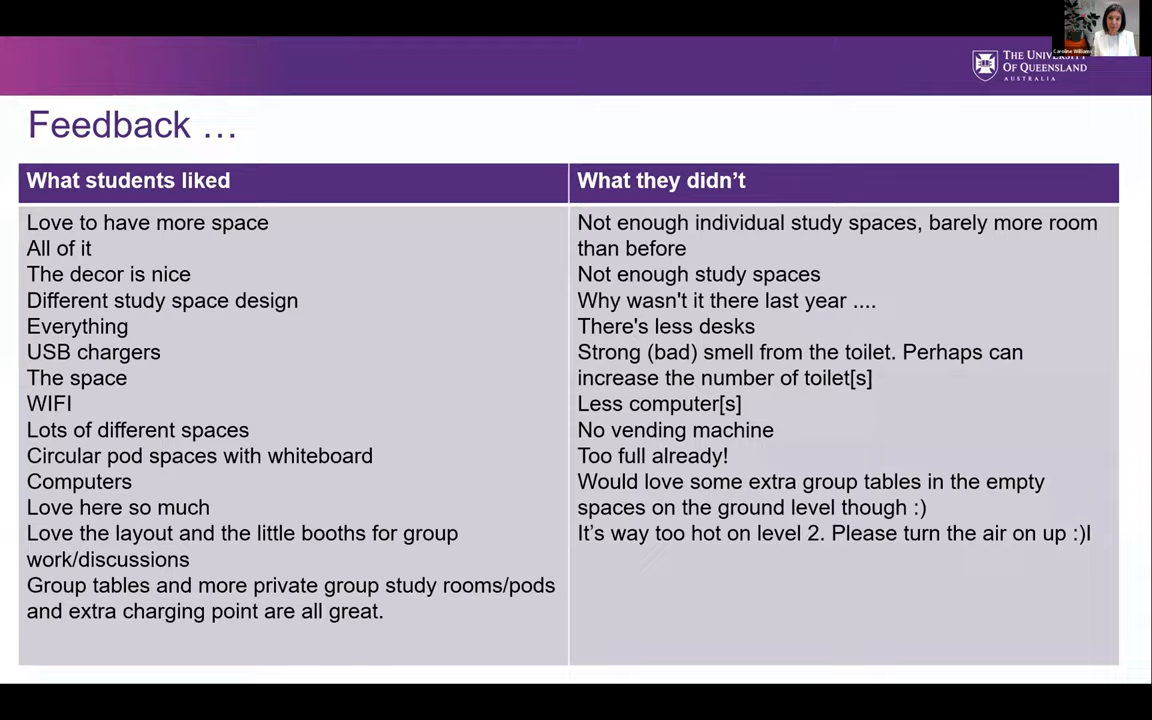 Caroline Williams
THE UNIVERSITY
OF QUEENSLAND
AUSTRALIA
Feedback …
What students liked
What they didn’t
Love to have more space
All of it
The decor is nice
Different study space design
Everything
USB chargers
The space
WIFI
Lots of different spaces
Circular pod spaces with whiteboard
Computers
Love here so much
Love the layout and the little booths for group
work/discussions
Group tables and more private group study rooms/pods
and extra charging point are all great.
Not enough individual study spaces, barely more room
than before
Not enough study spaces
Why wasn't it there last year ....
There's less desks
Strong (bad) smell from the toilet. Perhaps can
increase the number of toilet[s]
Less computer[s]
No vending machine
Too full already!
Would love some extra group tables in the empty
spaces on the ground level though :)
It’s way too hot on level 2. Please turn the air on up :)l